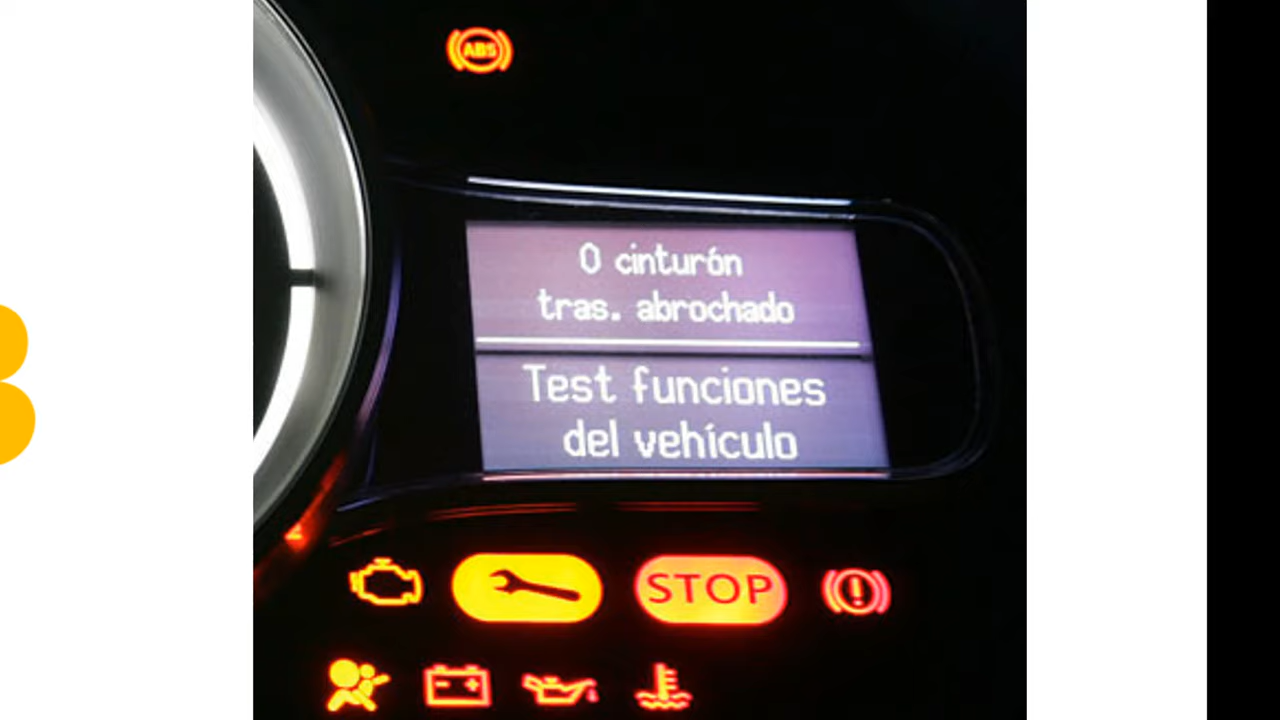 ABS
0 cinturón
tras. abrochado
Test funciones
del vehículo
STOP